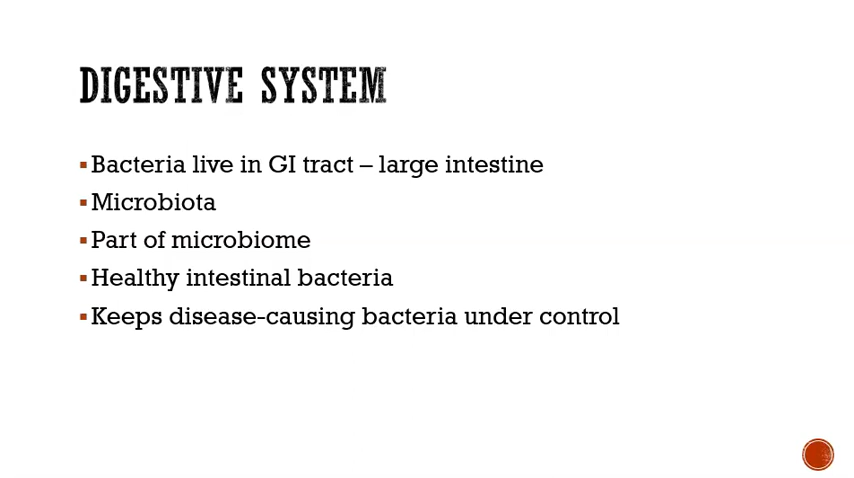 DIGESTIVE SYSTEM
▪Bacteria live in GI tract – large intestine
▪Microbiota
▪Part of microbiome
▪Healthy intestinal bacteria
▪Keeps disease-causing bacteria under control